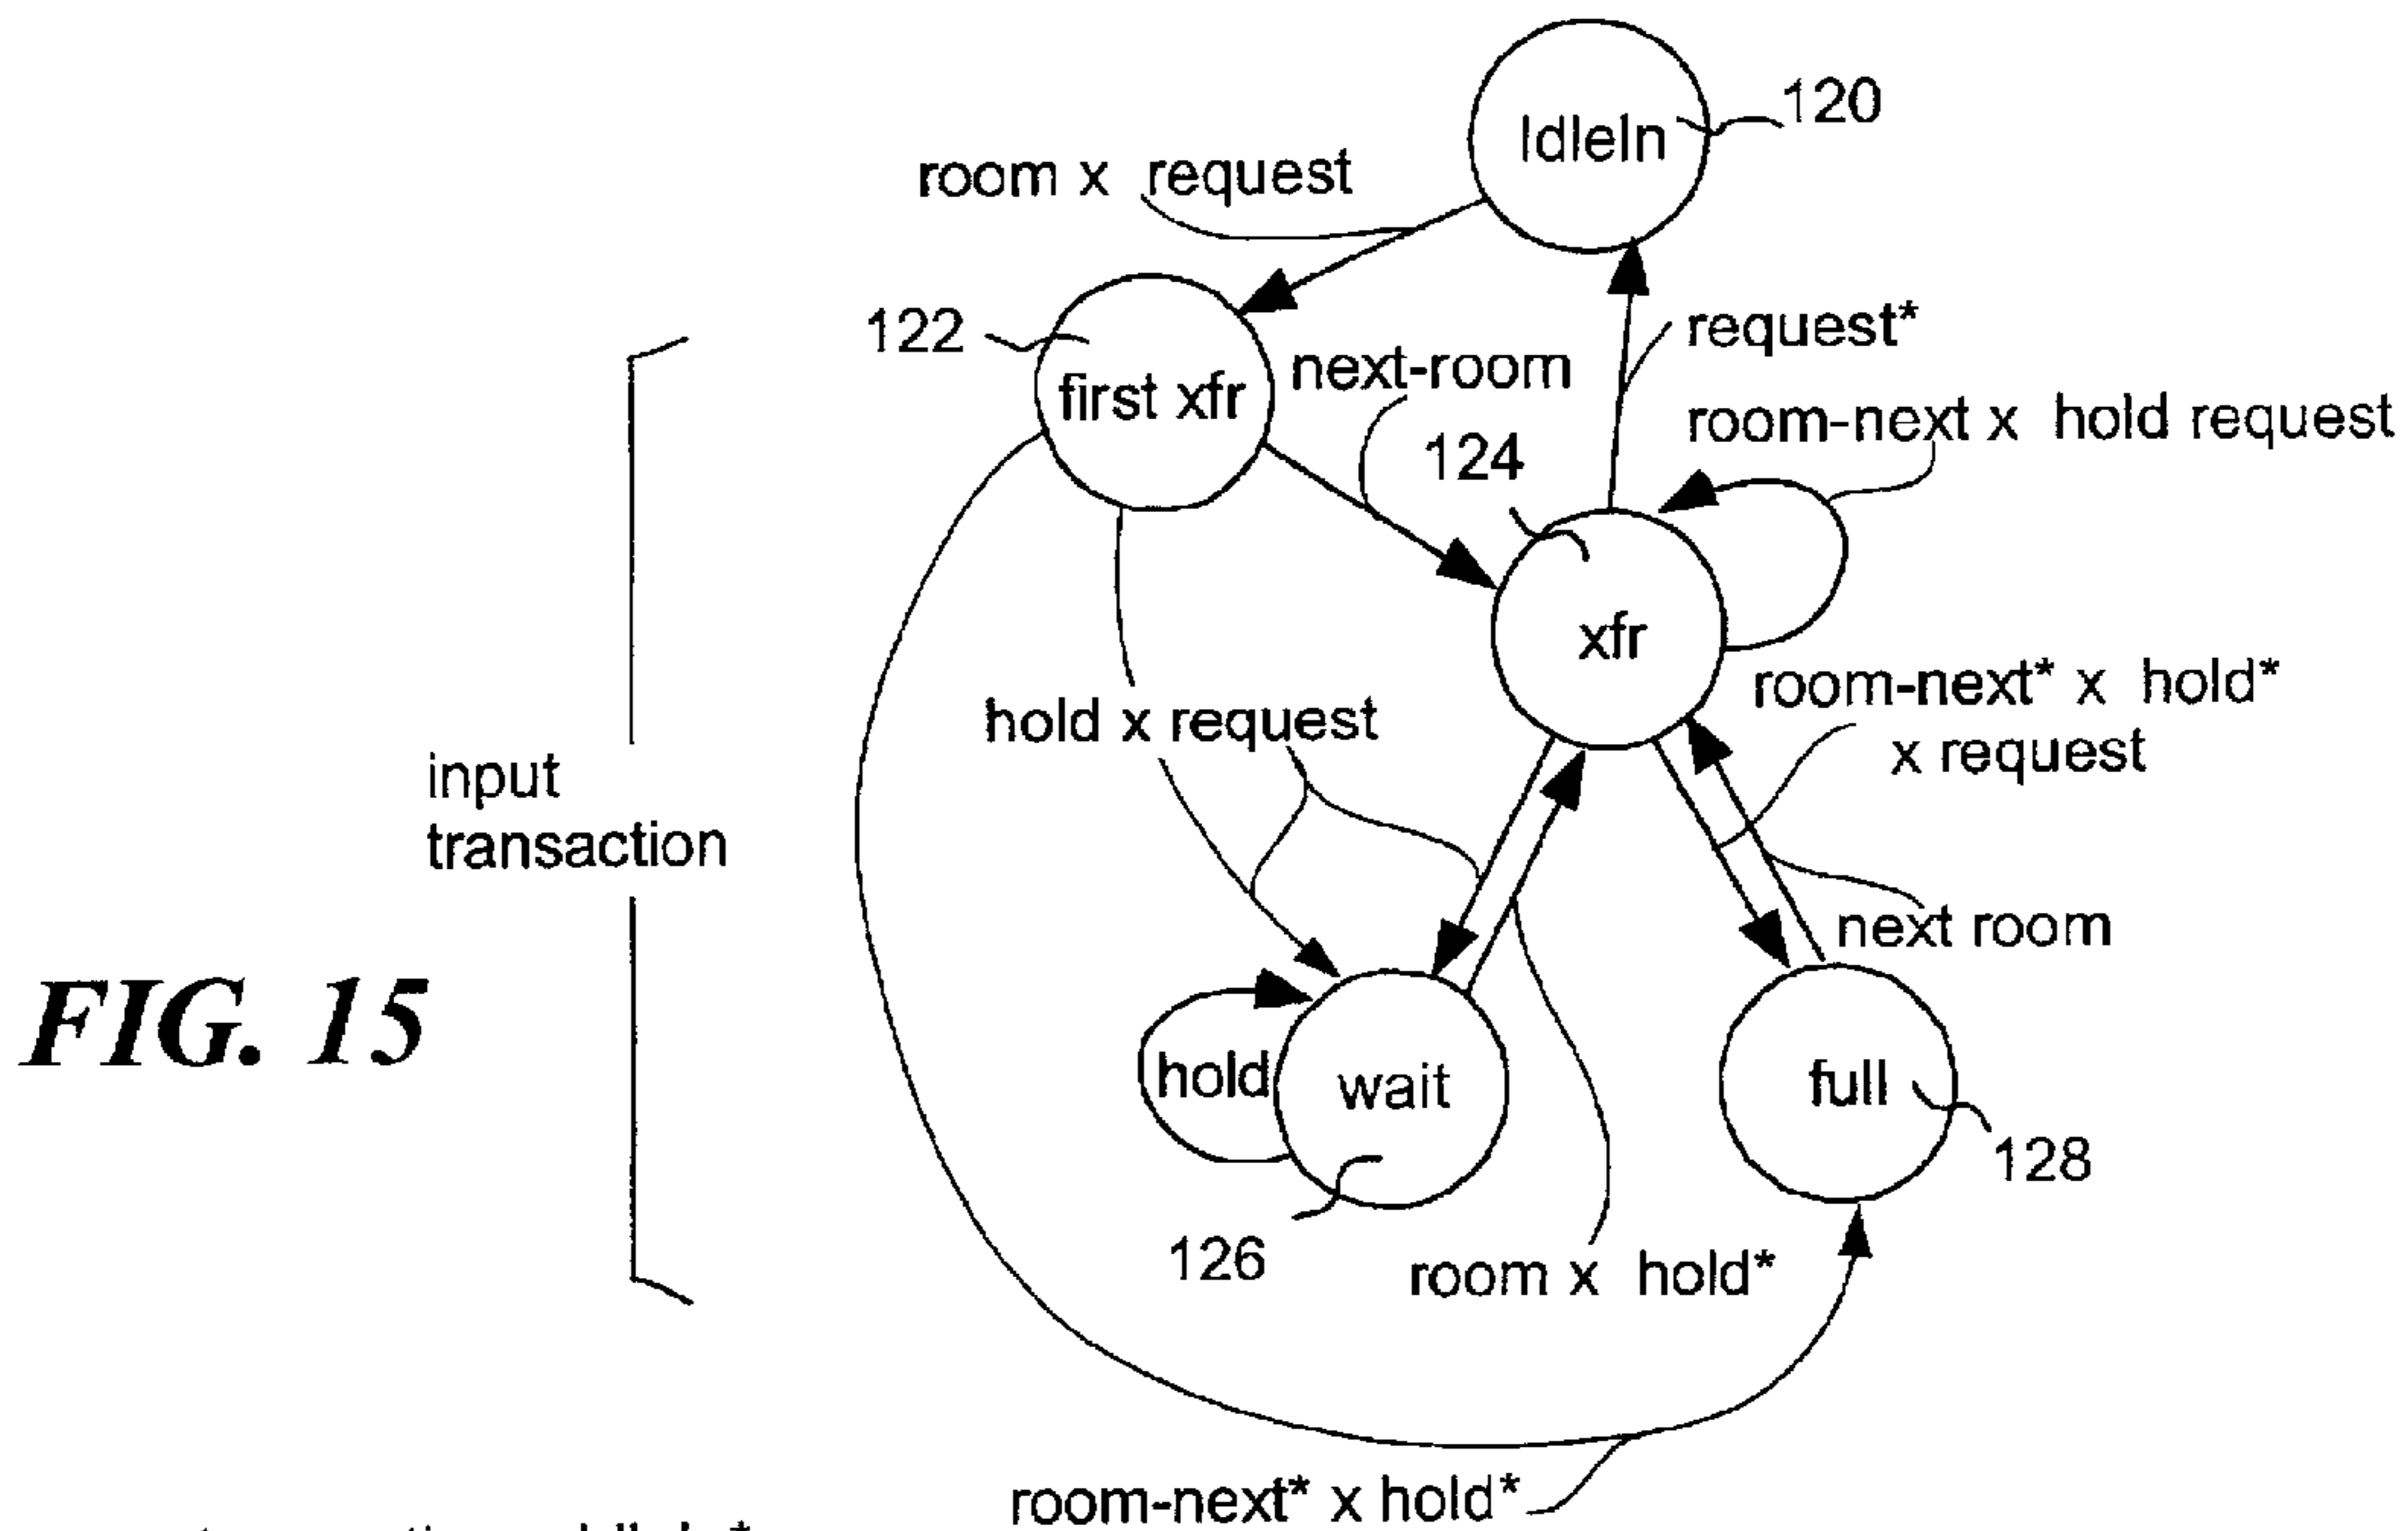 IdleIn
120
room x request
122
first xfr
next-room
request*
room-next x hold request
124
xfr
room-next* x hold*
x request
hold x request
input
transaction
next room
FIG. 15
hold
wait
full
128
126
room x hold*
room-next* x hold*